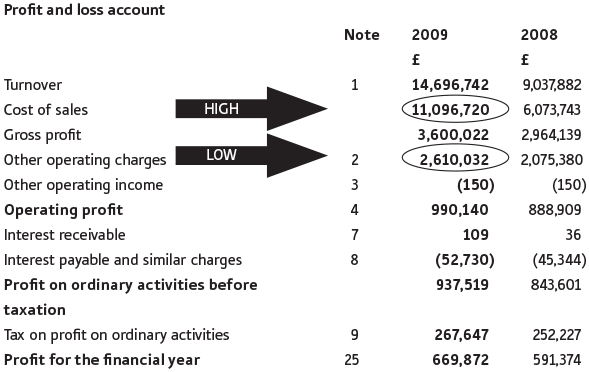 Profit and loss account
Note 2009 2008
£ £
Turnover 1 14,696,742 9,037,882
Cost of sales HIGH 11,096,720 6,073,743
Gross profit 3,600,022 2,964,139
Other operating charges LOW 2 2,610,032 2,075,380
Other operating income 3 (150) (150)
Operating profit 4 990,140 888,909
Interest receivable 7 109 36
Interest payable and similar charges 8 (52,730) (45,344)
Profit on ordinary activities before
taxation 937,519 843,601
Tax on profit on ordinary activities 9 267,647 252,227
Profit for the financial year 25 669,872 591,374